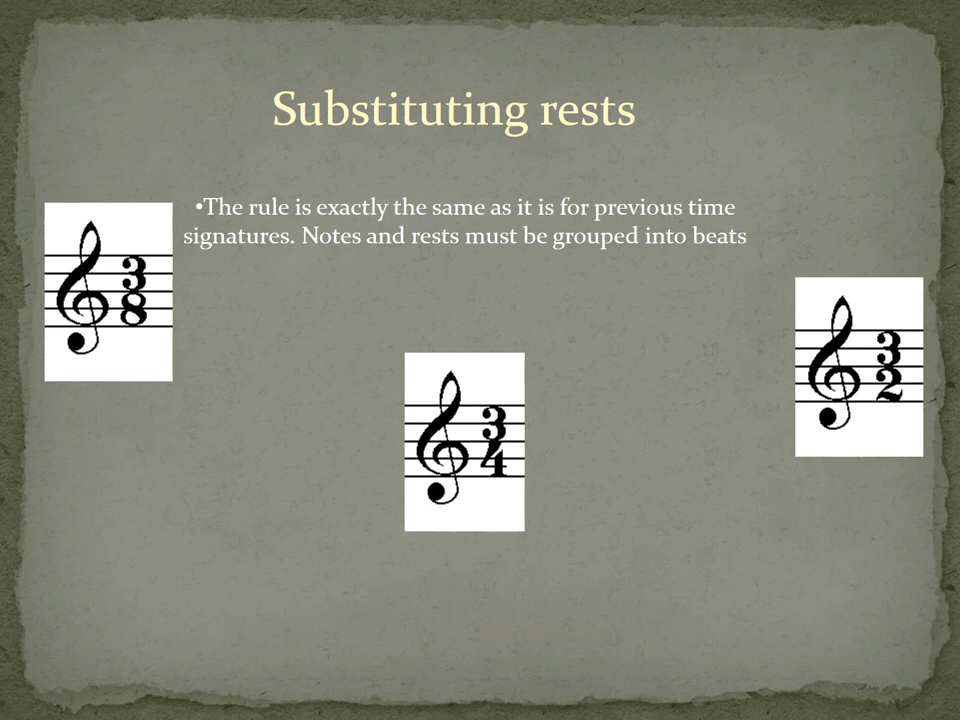 Substituting rests
•The rule is exactly the same as it is for previous time
signatures. Notes and rests must be grouped into beats
3
8
3
4
3
2